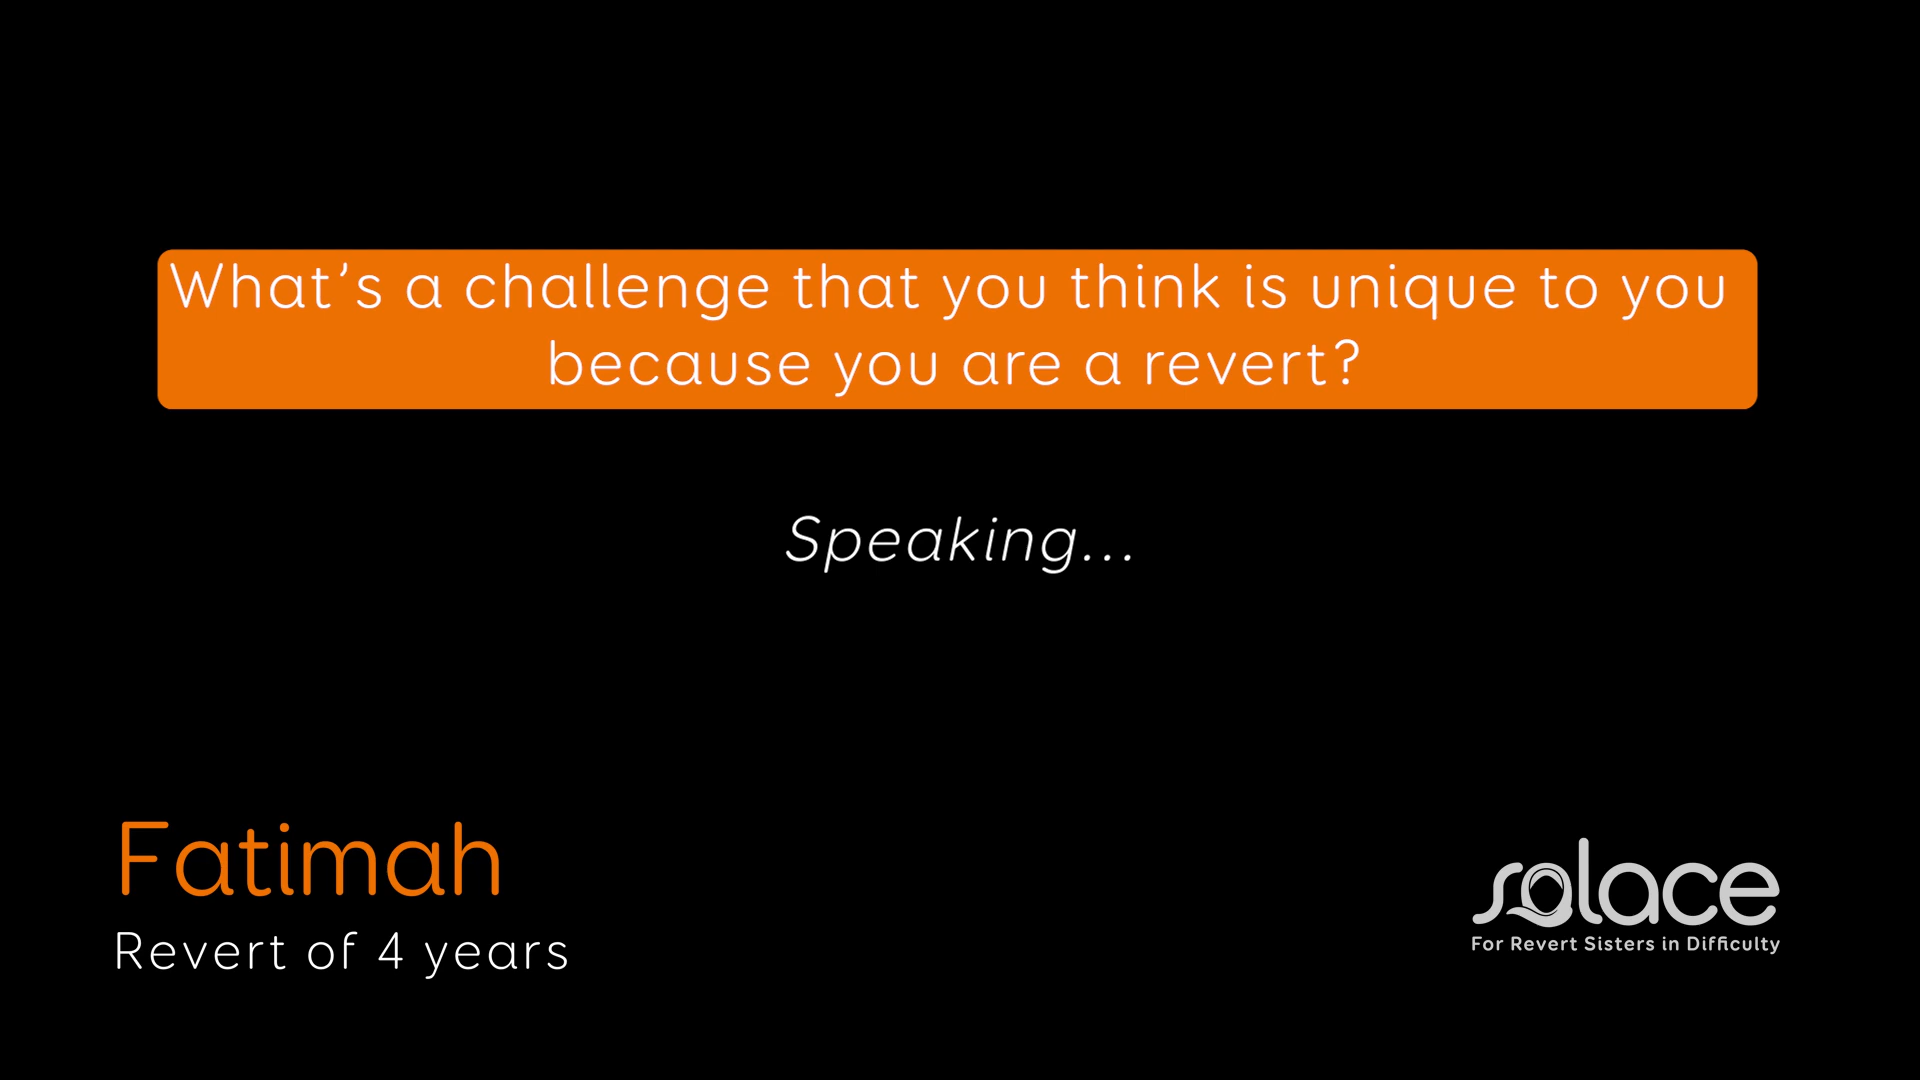 What's a challenge that you think is unique to you
because you are a revert?
Speaking...
Fatimah
Revert of 4 years
solace
For Revert Sisters in Difficulty